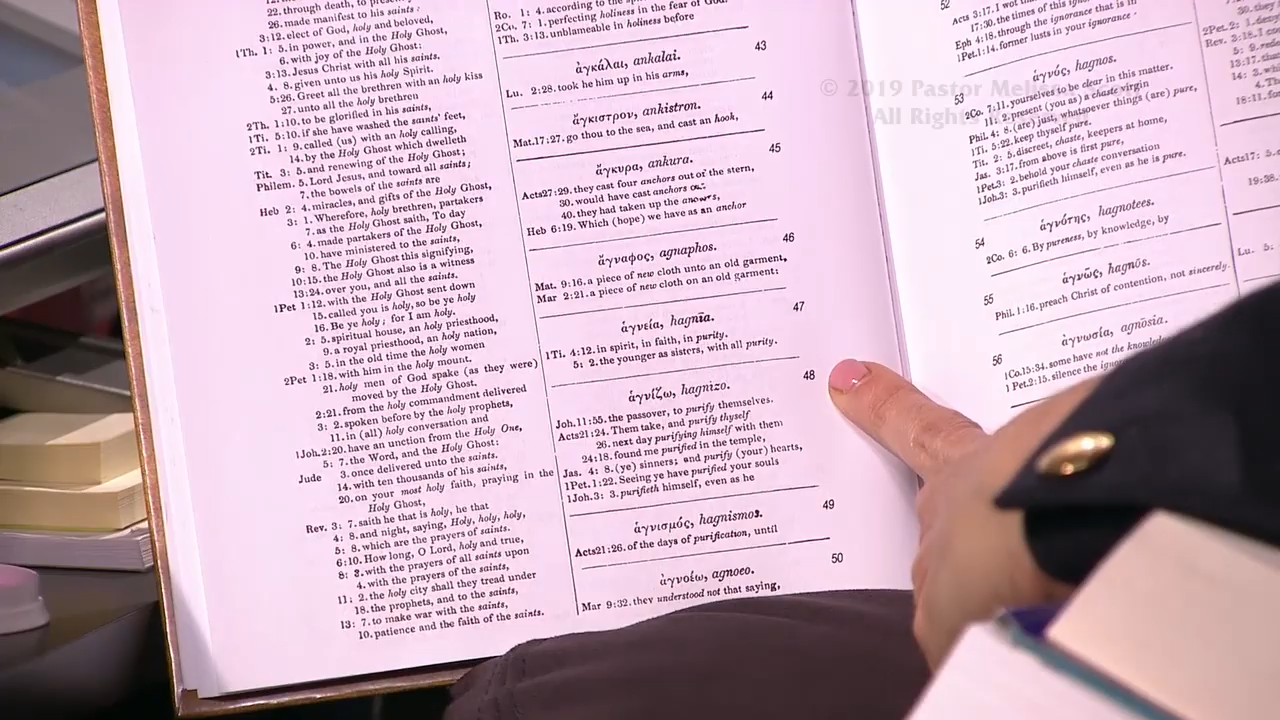 22. through death, to
26. made manifest to his saints:
3:12. elect of God, holy and beloved,
1Th. 1: 5. in power, and in the Holy Ghost,
6. with joy of the Holy Ghost:
3:13. Jesus Christ with all his saints.
4. 8. given unto us his holy Spirit.
5:26. Greet all the brethren with an holy kiss
27. unto all the holy brethren
2Th. 1:10. to be glorified in his saints,
1Ti. 5:10. if she have washed the saints' feet,
2Ti. 1: 9. called (us) with an holy calling,
14. by the Holy Ghost which dwelleth
Tit. 3: 5. and renewing of the Holy Ghost;
Philem. 5. Lord Jesus, and toward all saints;
7. the bowels of the saints are
Heb 2: 4. miracles, and gifts of the Holy Ghost,
3: 1. Wherefore, holy brethren, partakers
7. as the Holy Ghost saith, To day
6: 4. made partakers of the Holy Ghost,
10. have ministered to the saints,
9: 8. The Holy Ghost this signifying,
10:15. the Holy Ghost also is a witness
13:24. over you, and all the saints.
1Pet 1:12. with the Holy Ghost sent down
15. called you is holy, so be ye holy
16. Be ye holy; for I am holy.
2: 5. spiritual house, an holy priesthood,
9. a royal priesthood, an holy nation,
3: 5. in the old time the holy women
2Pet 1:18. with him in the holy mount.
21. holy men of God spake (as they were)
moved by the Holy Ghost.
2:21. from the holy commandment delivered
3: 2. spoken before by the holy prophets,
11. in (all) holy conversation and
1Joh. 2:20. have an unction from the Holy One,
5: 7. the Word, and the Holy Ghost:
Jude 3. once delivered unto the saints.
14. with ten thousands of his saints,
20. on your most holy faith, praying in the
Holy Ghost,
Rev. 3: 7. saith he that is holy, he that
4: 8. and night, saying, Holy, holy, holy,
5: 8. which are the prayers of saints.
6:10. How long, O Lord, holy and true,
8: 3. with the prayers of all saints upon
4. with the prayers of the saints,
11: 2. the holy city shall they tread under
18. the prophets, and to the saints,
13: 7. to make war with the saints,
10. patience and the faith of the saints.
Ro. 1: 4. according to the
2Co. 7: 1. perfecting holiness in the fear of God.
1Th. 3:13. unblameable in holiness before
43
ἀγκάλαι, ankalai.
Lu. 2:28. took he him up in his arms,
44
ἄγκιστρον, ankistron.
Mat. 17:27. go thou to the sea, and cast an hook,
45
ἄγκυρα, ankura.
Acts27:29. they cast four anchors out of the stern,
30. would have cast anchors out
40. they had taken up the anchors,
Heb 6:19. Which (hope) we have as an anchor
46
ἄγναφος, agnaphos.
Mat. 9:16. a piece of new cloth unto an old garment,
Mar 2:21. a piece of new cloth on an old garment:
47
ἁγνεία, hagnīa.
1Ti. 4:12. in spirit, in faith, in purity.
5: 2. the younger as sisters, with all purity.
48
ἁγνίζω, hagnizo.
Joh. 11:55. the passover, to purify themselves.
Acts21:24. Them take, and purify thyself
26. next day purifying himself with them
24:18. found me purified in the temple,
Jas. 4: 8. (ye) sinners; and purify (your) hearts,
1Pet. 1:22. Seeing ye have purified your souls
1Joh. 3: 3. purifieth himself, even as he
49
ἁγνισμός, hagnismos.
Acts21:26. of the days of purification, until
50
ἀγνοέω, agnoeo.
Mar 9:32. they understood not that saying,
52
Acts 3:17. I wot that
17:30. the times of this
Eph 4:18. through the ignorance that is in
1Pet. 1:14. former lusts in your ignorance:
53
ἁγνός, hagnos.
2Co. 7:11. yourselves to be clear in this matter.
2. present (you as) a chaste virgin
Phil. 4: 8. (are) just, whatsoever things (are) pure,
1Ti. 5:22. keep thyself pure.
Tit. 2: 5. discreet, chaste, keepers at home,
Jas. 3:17. from above is first pure,
1Pet. 3: 2. behold your chaste conversation
1Joh. 3: 3. purifieth himself, even as he is pure.
54
ἁγνότης, hagnotees.
2Co. 6: 6. By pureness, by knowledge, by
55
ἁγνῶς, hagnōs.
Phil. 1:16. preach Christ of contention, not sincerely.
56
ἀγνωσία, agnōsia.
1Co. 15:34. some have not the
1 Pet. 2:15. silence the
2Pet. 2:
Rev. 3:18.
5: 9.
13:17.
14: 3.
4.
18:11.
Acts17: 5.
19:38.
Lu. 5:
© 2019 Pastor
All